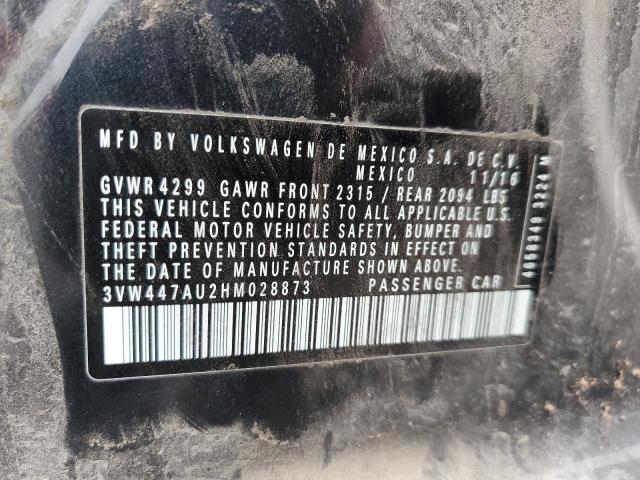 MFD BY VOLKSWAGEN DE MEXICO S.A. DE C.V.
MEXICO 11/16
GVWR 4299 GAWR FRONT 2315 / REAR 2094 LBS
THIS VEHICLE CONFORMS TO ALL APPLICABLE U.S.
FEDERAL MOTOR VEHICLE SAFETY, BUMPER AND
THEFT PREVENTION STANDARDS IN EFFECT ON
THE DATE OF MANUFACTURE SHOWN ABOVE.
3VW447AU2HM028873 PASSENGER CAR
3224 M